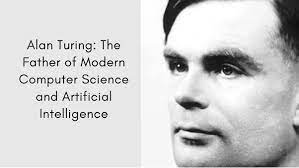 Alan Turing: The
Father of Modern
Computer Science
and Artificial
Intelligence